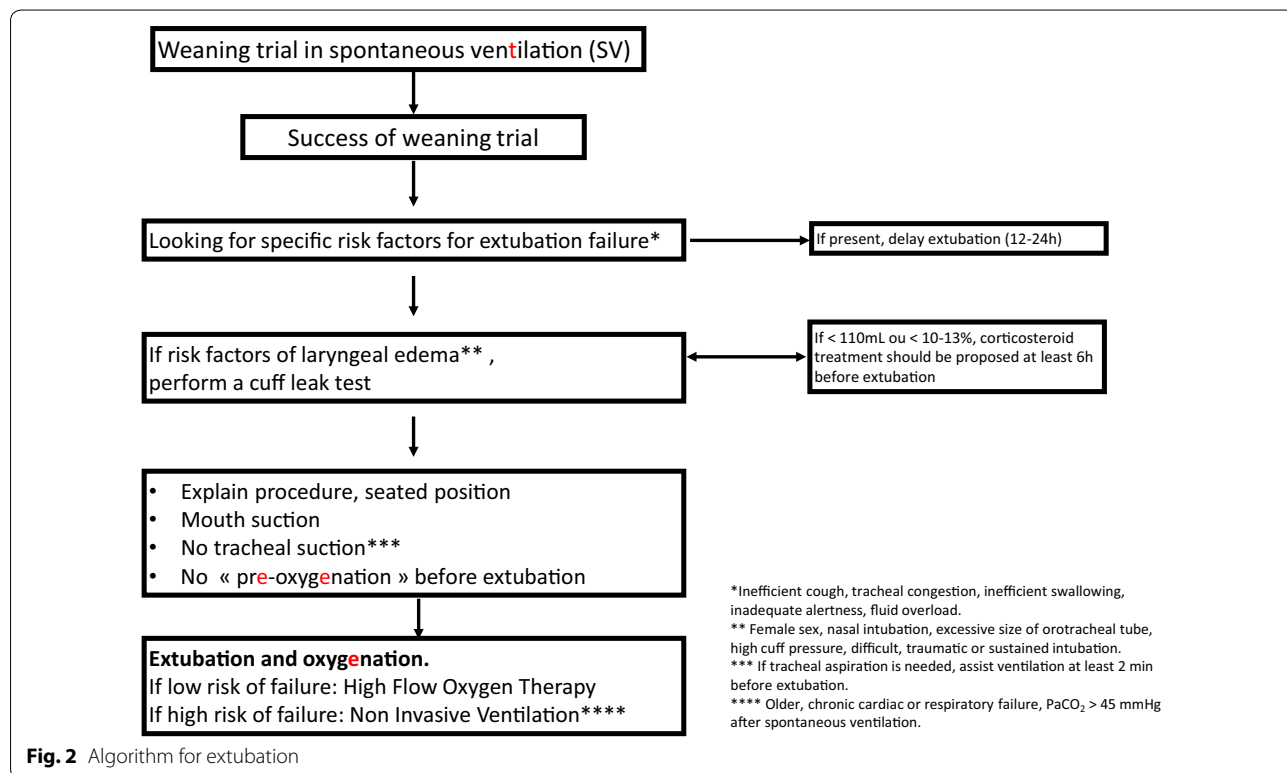 Weaning trial in spontaneous ventilation (SV)
Success of weaning trial
Looking for specific risk factors for extubation failure*
If present, delay extubation (12-24h)
If risk factors of laryngeal edema** ,
perform a cuff leak test
If < 110mL ou < 10-13%, corticosteroid
treatment should be proposed at least 6h
before extubation
• Explain procedure, seated position
• Mouth suction
• No tracheal suction***
• No « pre-oxygenation » before extubation
Extubation and oxygenation.
If low risk of failure: High Flow Oxygen Therapy
If high risk of failure: Non Invasive Ventilation****
*Inefficient cough, tracheal congestion, inefficient swallowing,
inadequate alertness, fluid overload.
** Female sex, nasal intubation, excessive size of orotracheal tube,
high cuff pressure, difficult, traumatic or sustained intubation.
*** If tracheal aspiration is needed, assist ventilation at least 2 min
before extubation.
**** Older, chronic cardiac or respiratory failure, PaCO₂ > 45 mmHg
after spontaneous ventilation.
Fig. 2 Algorithm for extubation